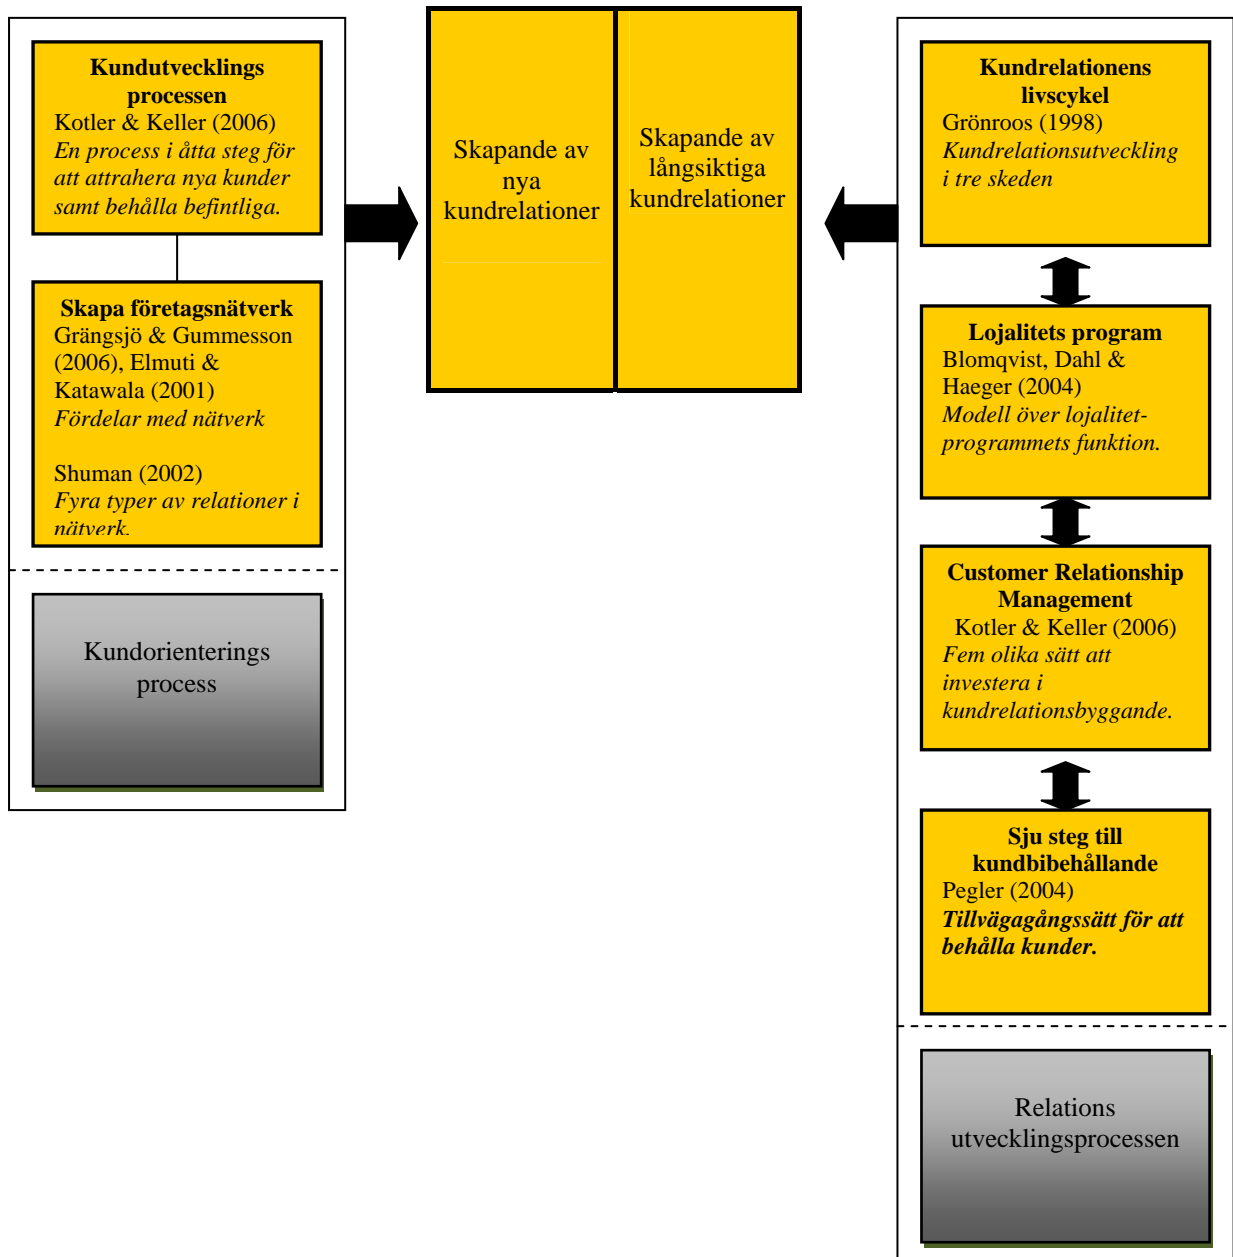 Kundutvecklings
processen
Kotler & Keller (2006)
En process i åtta steg för
att attrahera nya kunder
samt behålla befintliga.
Skapa företagsnätverk
Grängsjö & Gummesson
(2006), Elmuti &
Katawala (2001)
Fördelar med nätverk
Shuman (2002)
Fyra typer av relationer i
nätverk.
Kundorienterings
process
Skapande av
nya
kundrelationer
Skapande av
långsiktiga
kundrelationer
Kundrelationens
livscykel
Grönroos (1998)
Kundrelationsutveckling
i tre skeden
Lojalitets program
Blomqvist, Dahl &
Haeger (2004)
Modell över lojalitet-
programmets funktion.
Customer Relationship
Management
Kotler & Keller (2006)
Fem olika sätt att
investera i
kundrelationsbyggande.
Sju steg till
kundbibehållande
Pegler (2004)
Tillvägagångssätt för att
behålla kunder.
Relations
utvecklingsprocessen